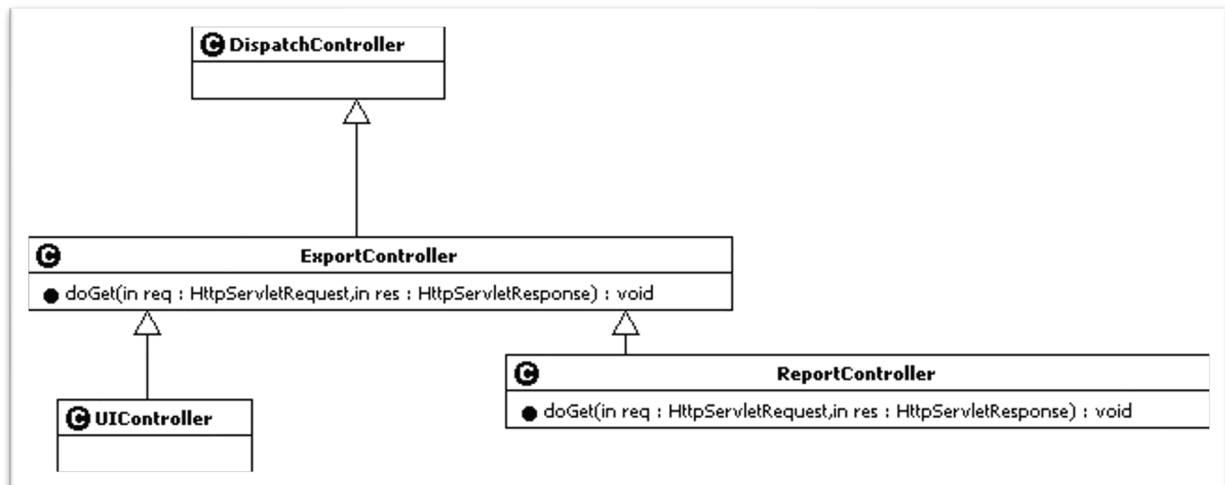 C DispatchController
C ExportController
doGet(in req : HttpServletRequest,in res : HttpServletResponse) : void
C ReportController
doGet(in req : HttpServletRequest,in res : HttpServletResponse) : void
C UIController